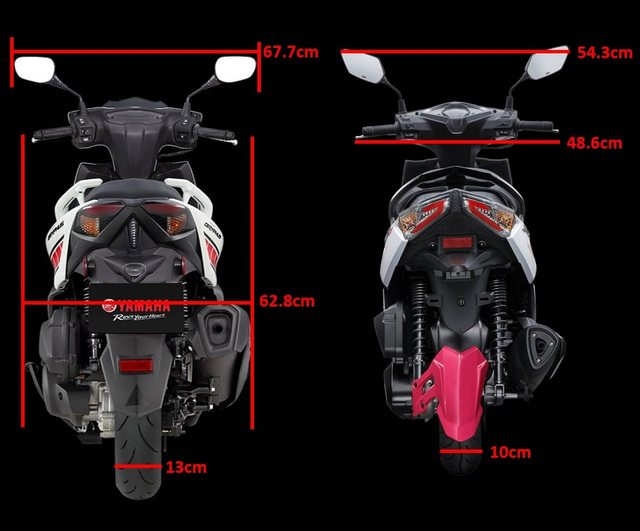 67.7cm
54.3cm
48.6cm
62.8cm
YAMAHA
Revs Your Heart
13cm
10cm